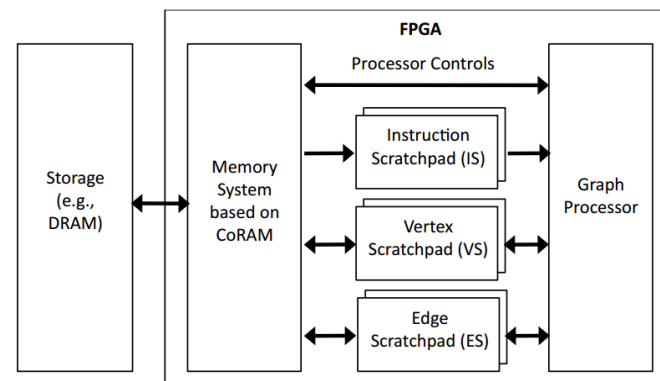 FPGA
Processor Controls
Storage
(e.g.,
DRAM)
Memory
System
based on
CoRAM
Instruction
Scratchpad (IS)
Vertex
Scratchpad (VS)
Edge
Scratchpad (ES)
Graph
Processor